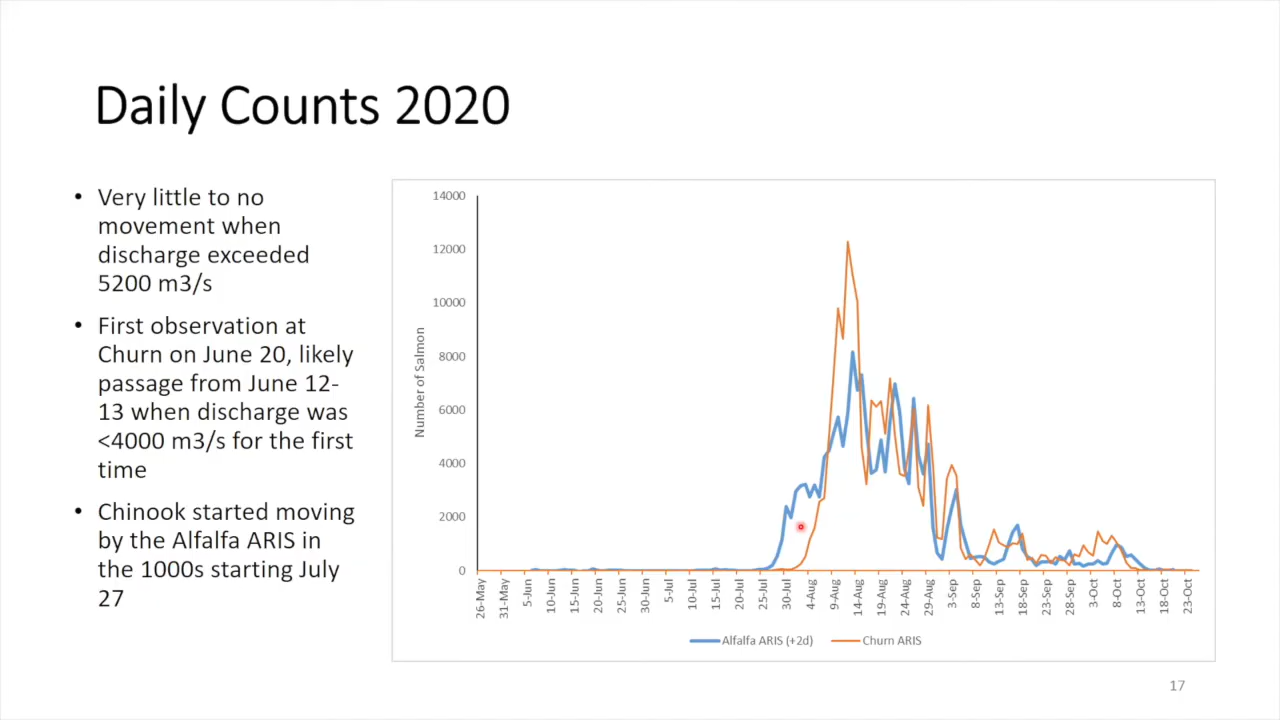 Daily Counts 2020
• Very little to no
movement when
discharge exceeded
5200 m3/s
• First observation at
Churn on June 20, likely
passage from June 12-
13 when discharge was
<4000 m3/s for the first
time
• Chinook started moving
by the Alfalfa ARIS in
the 1000s starting July
27
Number of Salmon
14000
12000
10000
8000
6000
4000
2000
0
26-May
31-May
5-Jun
10-Jun
15-Jun
20-Jun
25-Jun
30-Jun
5-Jul
10-Jul
15-Jul
20-Jul
25-Jul
30-Jul
4-Aug
9-Aug
14-Aug
19-Aug
24-Aug
29-Aug
3-Sep
8-Sep
13-Sep
18-Sep
23-Sep
28-Sep
3-Oct
8-Oct
13-Oct
18-Oct
23-Oct
Alfalfa ARIS (+2d)
Churn ARIS
17